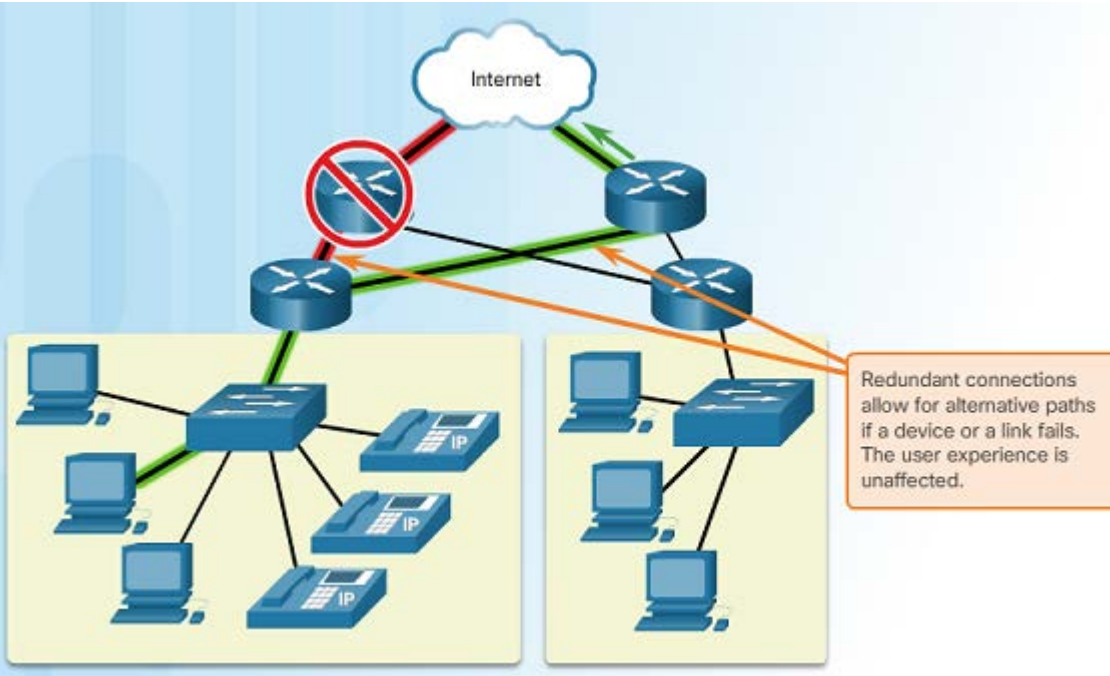 Internet
IP
IP
IP
Redundant connections
allow for alternative paths
if a device or a link fails.
The user experience is
unaffected.